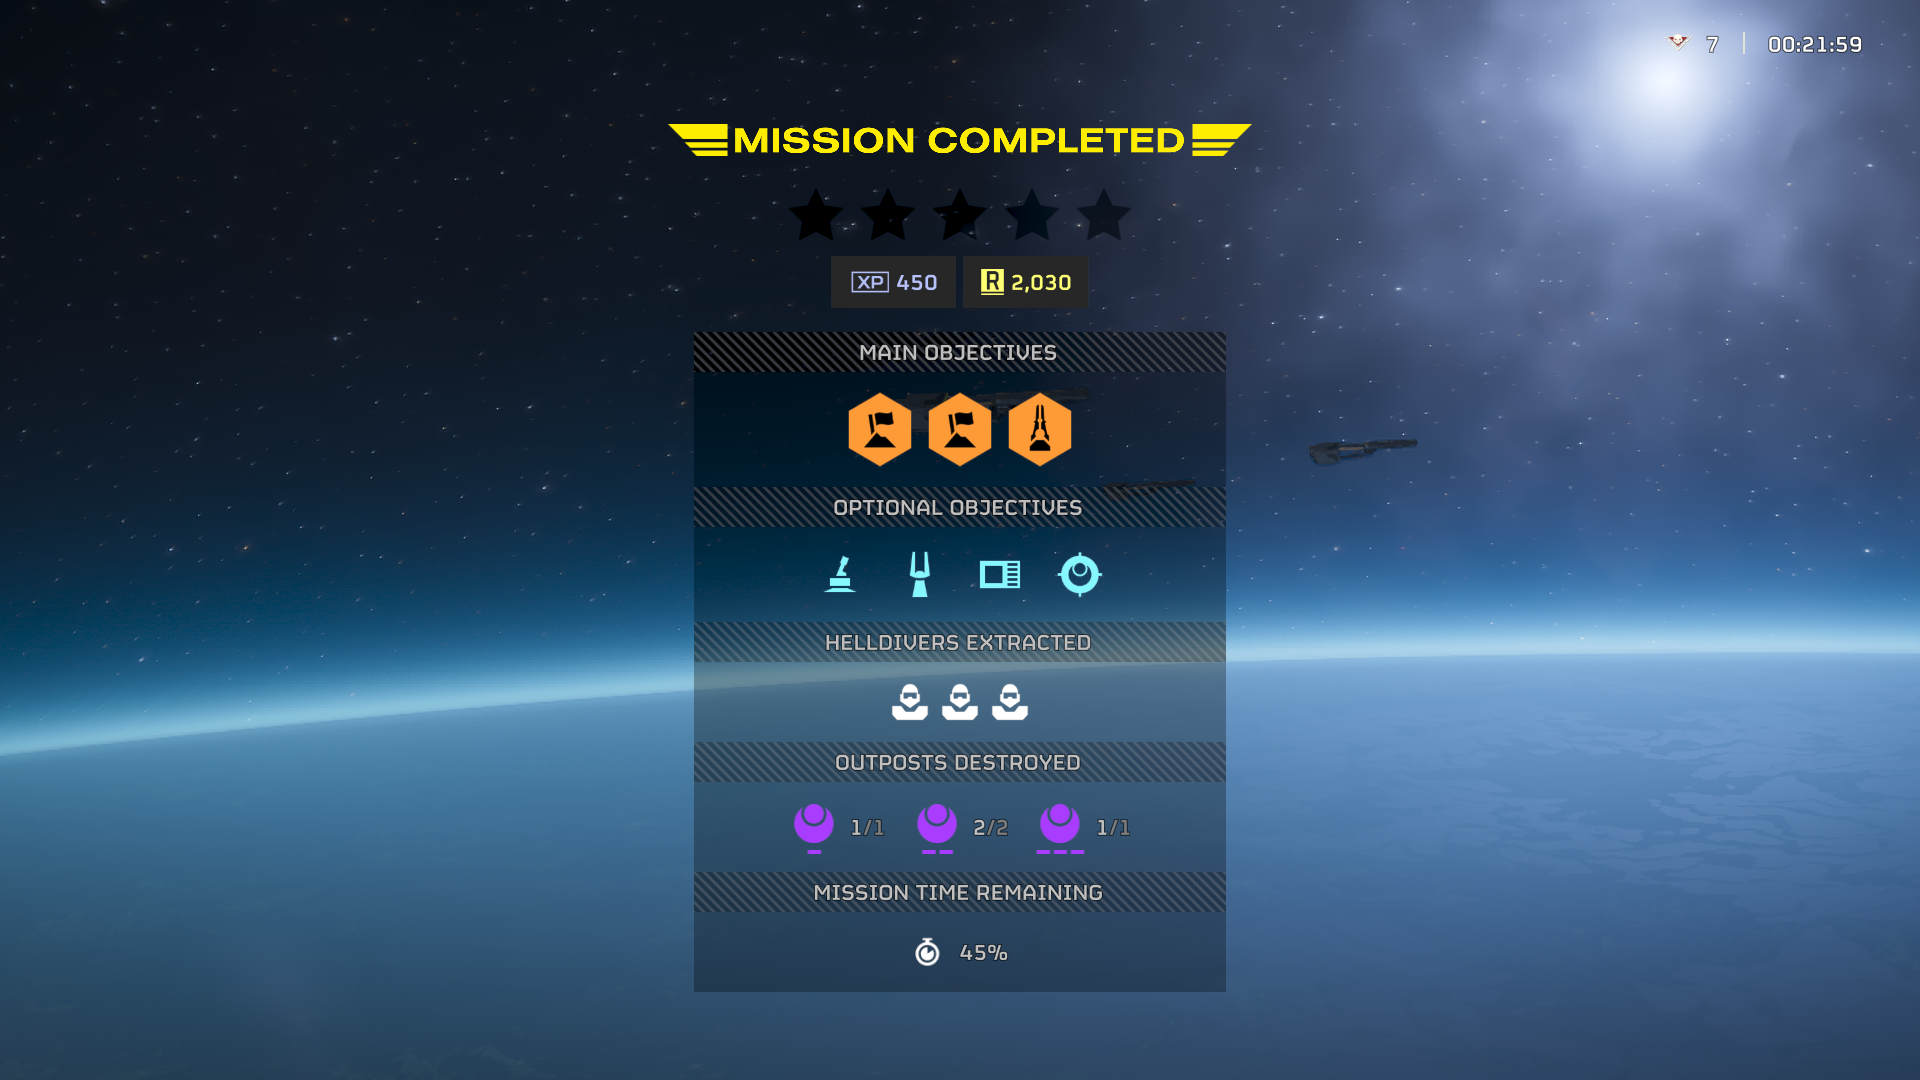 7 | 00:21:59
MISSION COMPLETED
XP 450 R 2,030
MAIN OBJECTIVES
OPTIONAL OBJECTIVES
HELLDIVERS EXTRACTED
OUTPOSTS DESTROYED
1/1 2/2 1/1
MISSION TIME REMAINING
45%